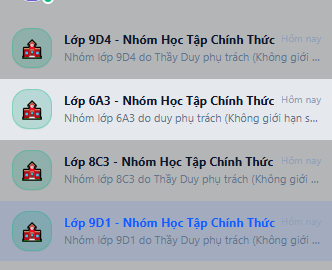 Lớp 9D4 - Nhóm Học Tập Chính Thức Hôm nay
Nhóm lớp 9D4 do Thầy Duy phụ trách (Không giới ...
Lớp 6A3 - Nhóm Học Tập Chính Thức Hôm nay
Nhóm lớp 6A3 do duy phụ trách (Không giới hạn s...
Lớp 8C3 - Nhóm Học Tập Chính Thức Hôm nay
Nhóm lớp 8C3 do Thầy Duy phụ trách (Không giới ...
Lớp 9D1 - Nhóm Học Tập Chính Thức Hôm nay
Nhóm lớp 9D1 do Thầy Duy phụ trách (Không giới ...